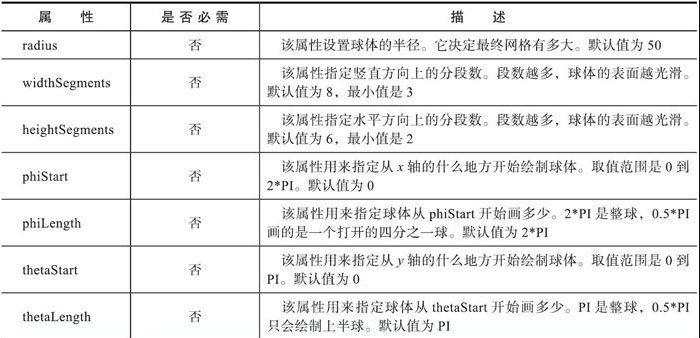 属 性 是否必需 描 述
radius 否 该属性设置球体的半径。它决定最终网格有多大。默认值为 50
widthSegments 否 该属性指定竖直方向上的分段数。段数越多，球体的表面越光滑。
默认值为 8，最小值是 3
heightSegments 否 该属性指定水平方向上的分段数。段数越多，球体的表面越光滑。
默认值为 6，最小值是 2
phiStart 否 该属性用来指定从 x 轴的什么地方开始绘制球体。取值范围是 0 到
2*PI。默认值为 0
phiLength 否 该属性用来指定球体从 phiStart 开始画多少。2*PI 是整球，0.5*PI
画的是一个打开的四分之一球。默认值为 2*PI
thetaStart 否 该属性用来指定从 y 轴的什么地方开始绘制球体。取值范围是 0 到
PI。默认值为 0
thetaLength 否 该属性用来指定球体从 thetaStart 开始画多少。PI 是整球，0.5*PI
只会绘制上半球。默认值为 PI